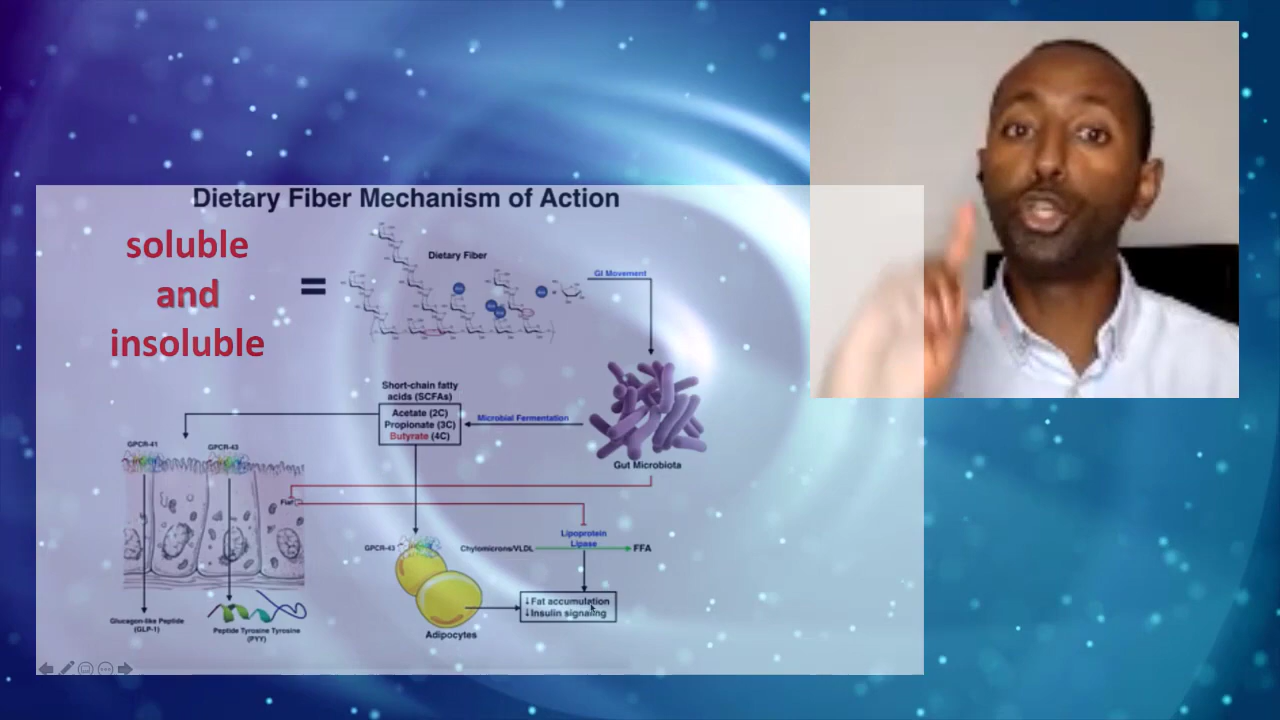 Dietary Fiber Mechanism of Action
soluble
and
insoluble
=
Dietary Fiber
GI Movement
Short-chain fatty
acids (SCFAs)
Acetate (2C)
Propionate (3C)
Butyrate (4C)
Microbial Fermentation
Gut Microbiota
GPCR-41
GPCR-43
Fiaf
GPCR-43
Chylomicrons/VLDL
Lipoprotein
Lipase
FFA
↓Fat accumulation
↓Insulin signaling
Adipocytes
Glucagon-like Peptide
(GLP-1)
Peptide Tyrosine Tyrosine
(PYY)